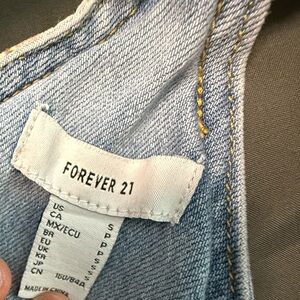 FOREVER 21
US S
CA P
MX/ECU P
BR P
EU S
UK S
KR S
JP S
CN 160/84A
MADE IN CHINA